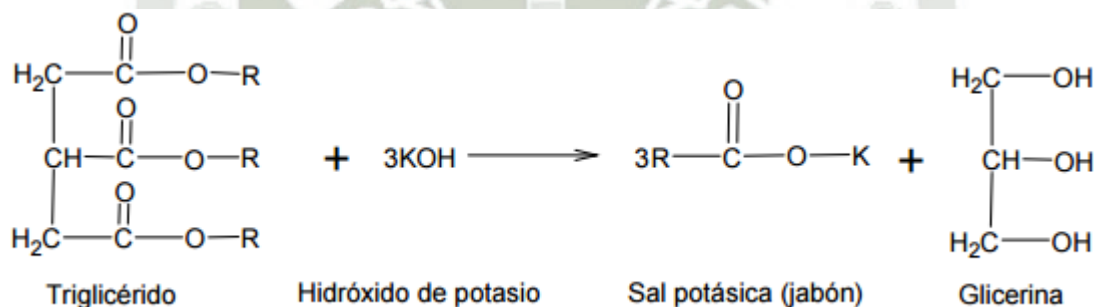 O
H₂C—C—O—R
O
CH—C—O—R + 3KOH → 3R—C—O—K + CH—OH
O
H₂C—C—O—R
O
H₂C—OH
H₂C—OH
Triglicérido Hidróxido de potasio Sal potásica (jabón) Glicerina